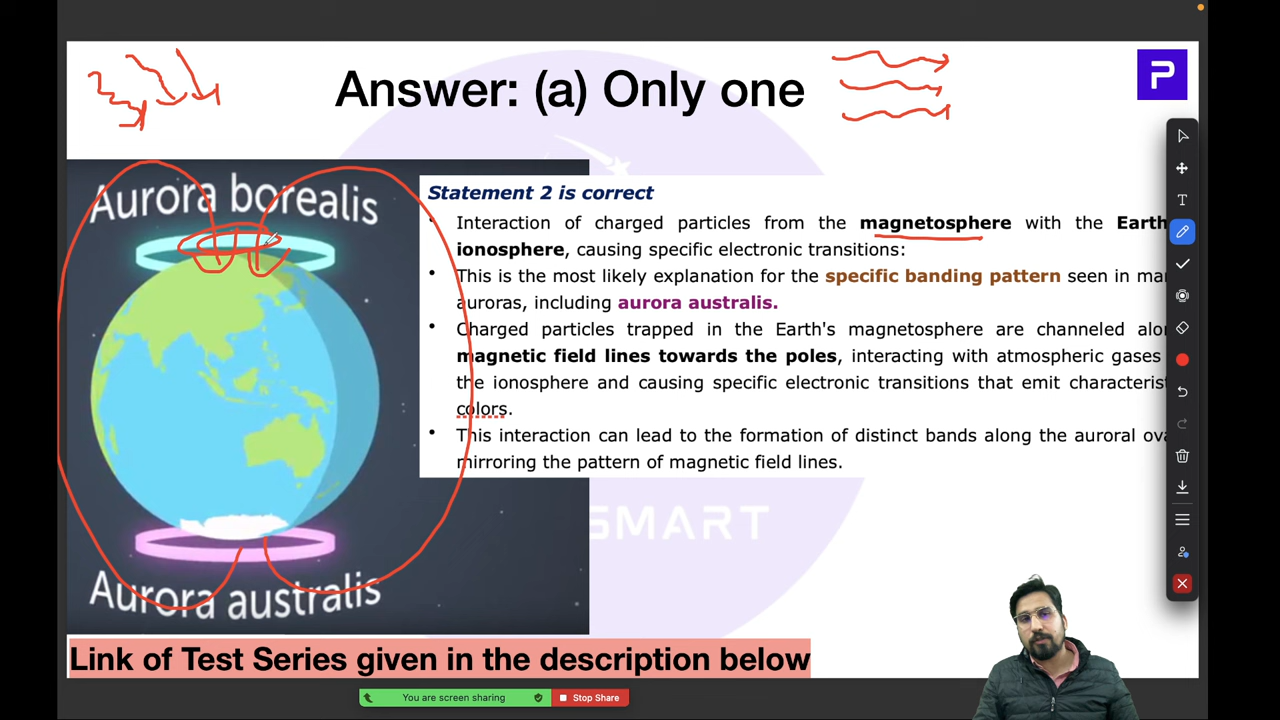 Answer: (a) Only one
P
Aurora borealis
Statement 2 is correct
• Interaction of charged particles from the magnetosphere with the Earth
ionosphere, causing specific electronic transitions:
• This is the most likely explanation for the specific banding pattern seen in
auroras, including aurora australis.
• Charged particles trapped in the Earth's magnetosphere are channeled
magnetic field lines towards the poles, interacting with atmospheric gases
the ionosphere and causing specific electronic transitions that emit
colors.
• This interaction can lead to the formation of distinct bands along the auroral
mirroring the pattern of magnetic field lines.
SMART
Aurora australis
Link of Test Series given in the description below
You are screen sharing
Stop Share
T